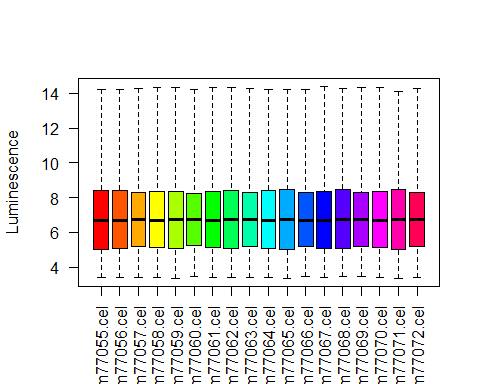 Luminescence
14
12
10
8
6
4
m77055.cel
m77056.cel
m77057.cel
m77058.cel
m77059.cel
m77060.cel
m77061.cel
m77062.cel
m77063.cel
m77064.cel
m77065.cel
m77066.cel
m77067.cel
m77068.cel
m77069.cel
m77070.cel
m77071.cel
m77072.cel